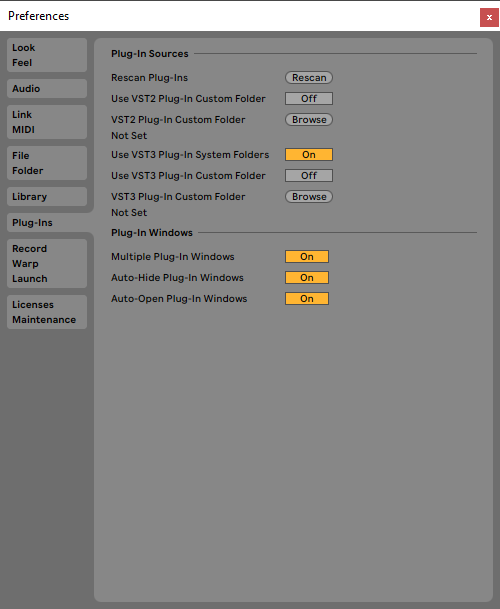 Preferences
x
Look
Feel
Audio
Link
MIDI
File
Folder
Library
Plug-Ins
Record
Warp
Launch
Licenses
Maintenance
Plug-In Sources
Rescan Plug-Ins Rescan
Use VST2 Plug-In Custom Folder Off
VST2 Plug-In Custom Folder Browse
Not Set
Use VST3 Plug-In System Folders On
Use VST3 Plug-In Custom Folder Off
VST3 Plug-In Custom Folder Browse
Not Set
Plug-In Windows
Multiple Plug-In Windows On
Auto-Hide Plug-In Windows On
Auto-Open Plug-In Windows On